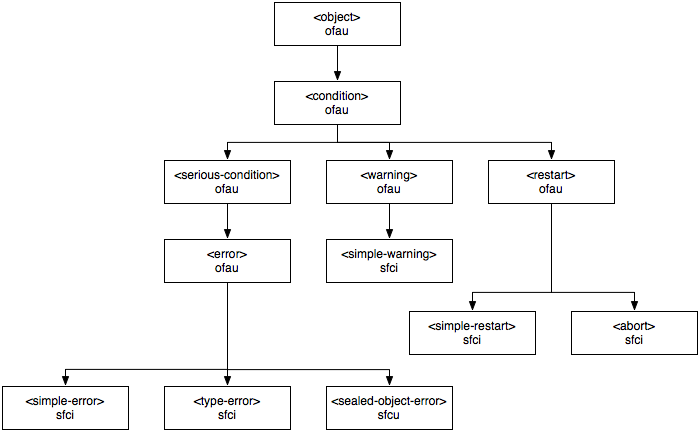 <object>
ofau
<condition>
ofau
<serious-condition>
ofau
<warning>
ofau
<restart>
ofau
<error>
ofau
<simple-warning>
sfci
<simple-restart>
sfci
<abort>
sfci
<simple-error>
sfci
<type-error>
sfci
<sealed-object-error>
sfcu